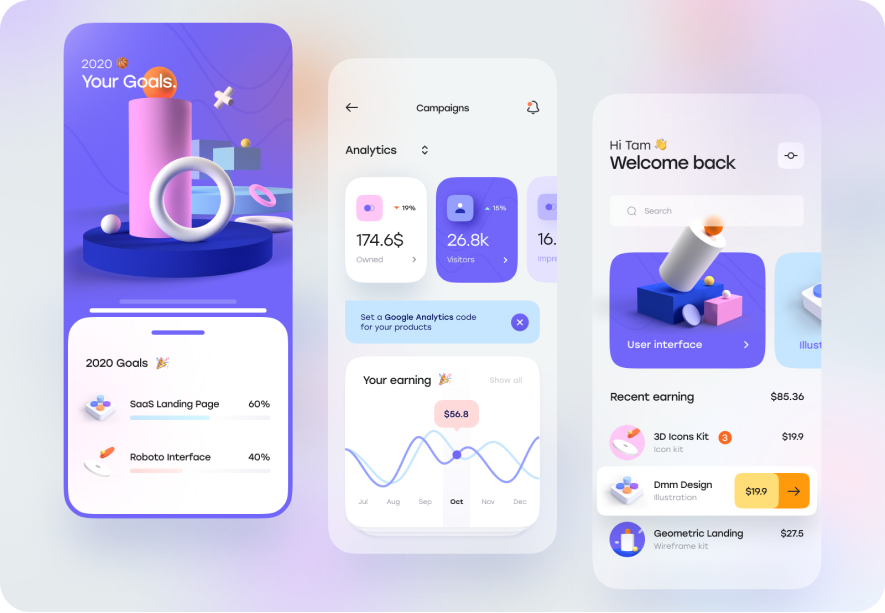 2020
Your Goals.
2020 Goals
SaaS Landing Page 60%
Roboto Interface 40%
Campaigns
Analytics
19%
174.6$
Owned
15%
26.8k
Visitors
16.
Impre
Set a Google Analytics code
for your products
Your earning Show all
$56.8
Jul Aug Sep Oct Nov Dec
Hi Tam
Welcome back
Search
User interface
Illust
Recent earning $85.36
3D Icons Kit 3 $19.9
Icon kit
Dmm Design $19.9
Illustration
Geometric Landing $27.5
Wireframe kit